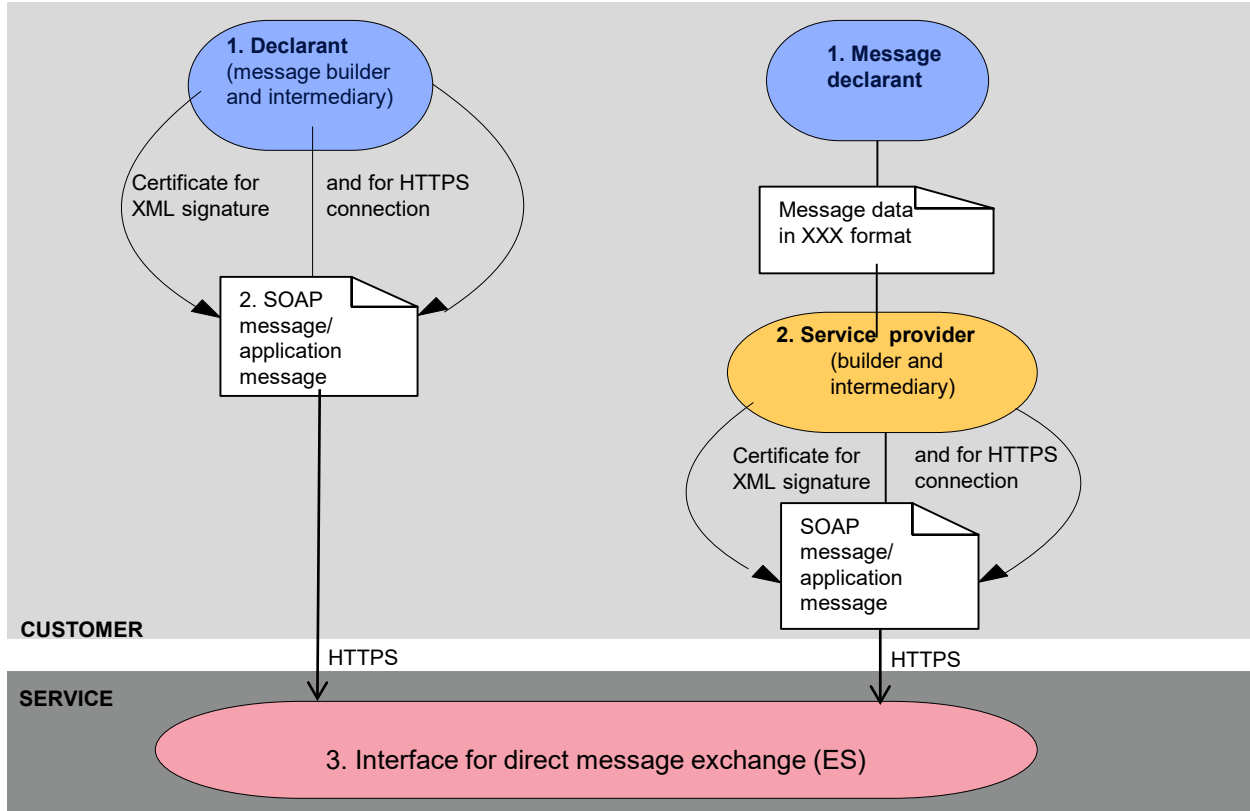 1. Declarant
(message builder
and intermediary)
Certificate for
XML signature
and for HTTPS
connection
2. SOAP
message/
application
message
1. Message
declarant
Message data
in XXX format
2. Service provider
(builder and
intermediary)
Certificate for
XML signature
and for HTTPS
connection
SOAP
message/
application
message
CUSTOMER
HTTPS
HTTPS
SERVICE
3. Interface for direct message exchange (ES)